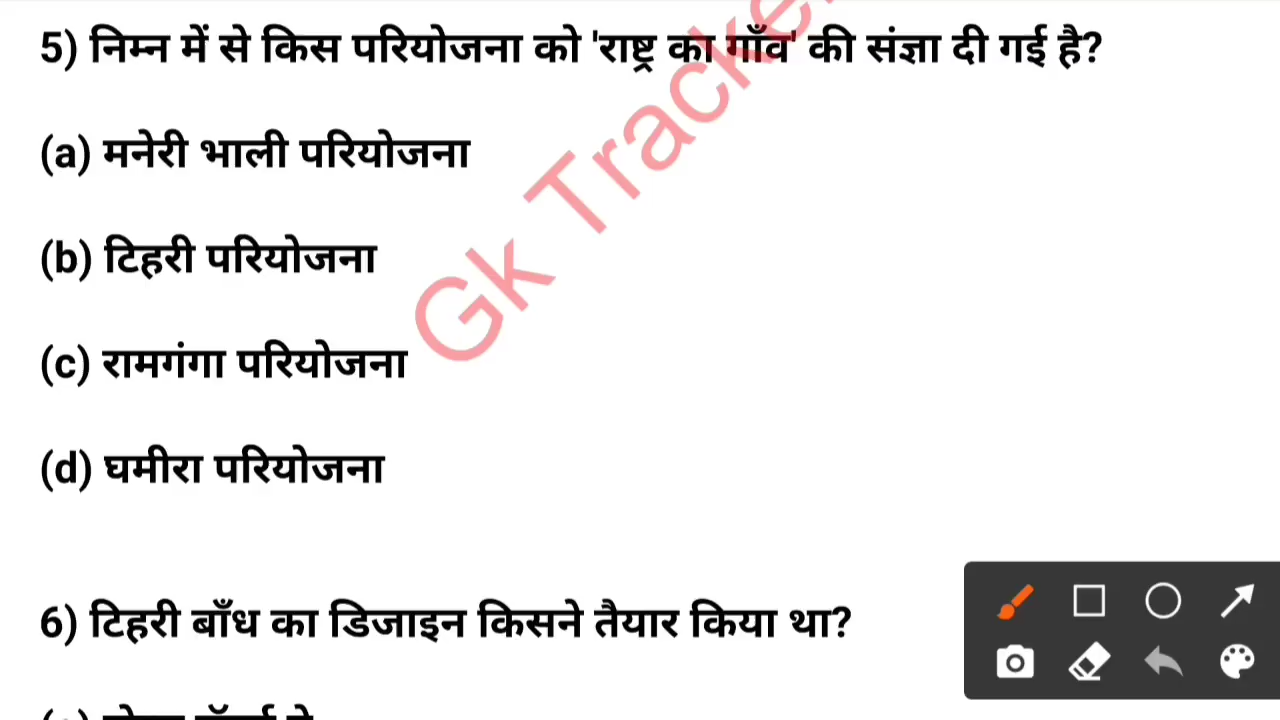 5) निम्न में से किस परियोजना को 'राष्ट्र का गाँव' की संज्ञा दी गई है?
(a) मनेरी भाली परियोजना
(b) टिहरी परियोजना
(c) रामगंगा परियोजना
(d) घमीरा परियोजना
6) टिहरी बाँध का डिजाइन किसने तैयार किया था?
Gk Tracke